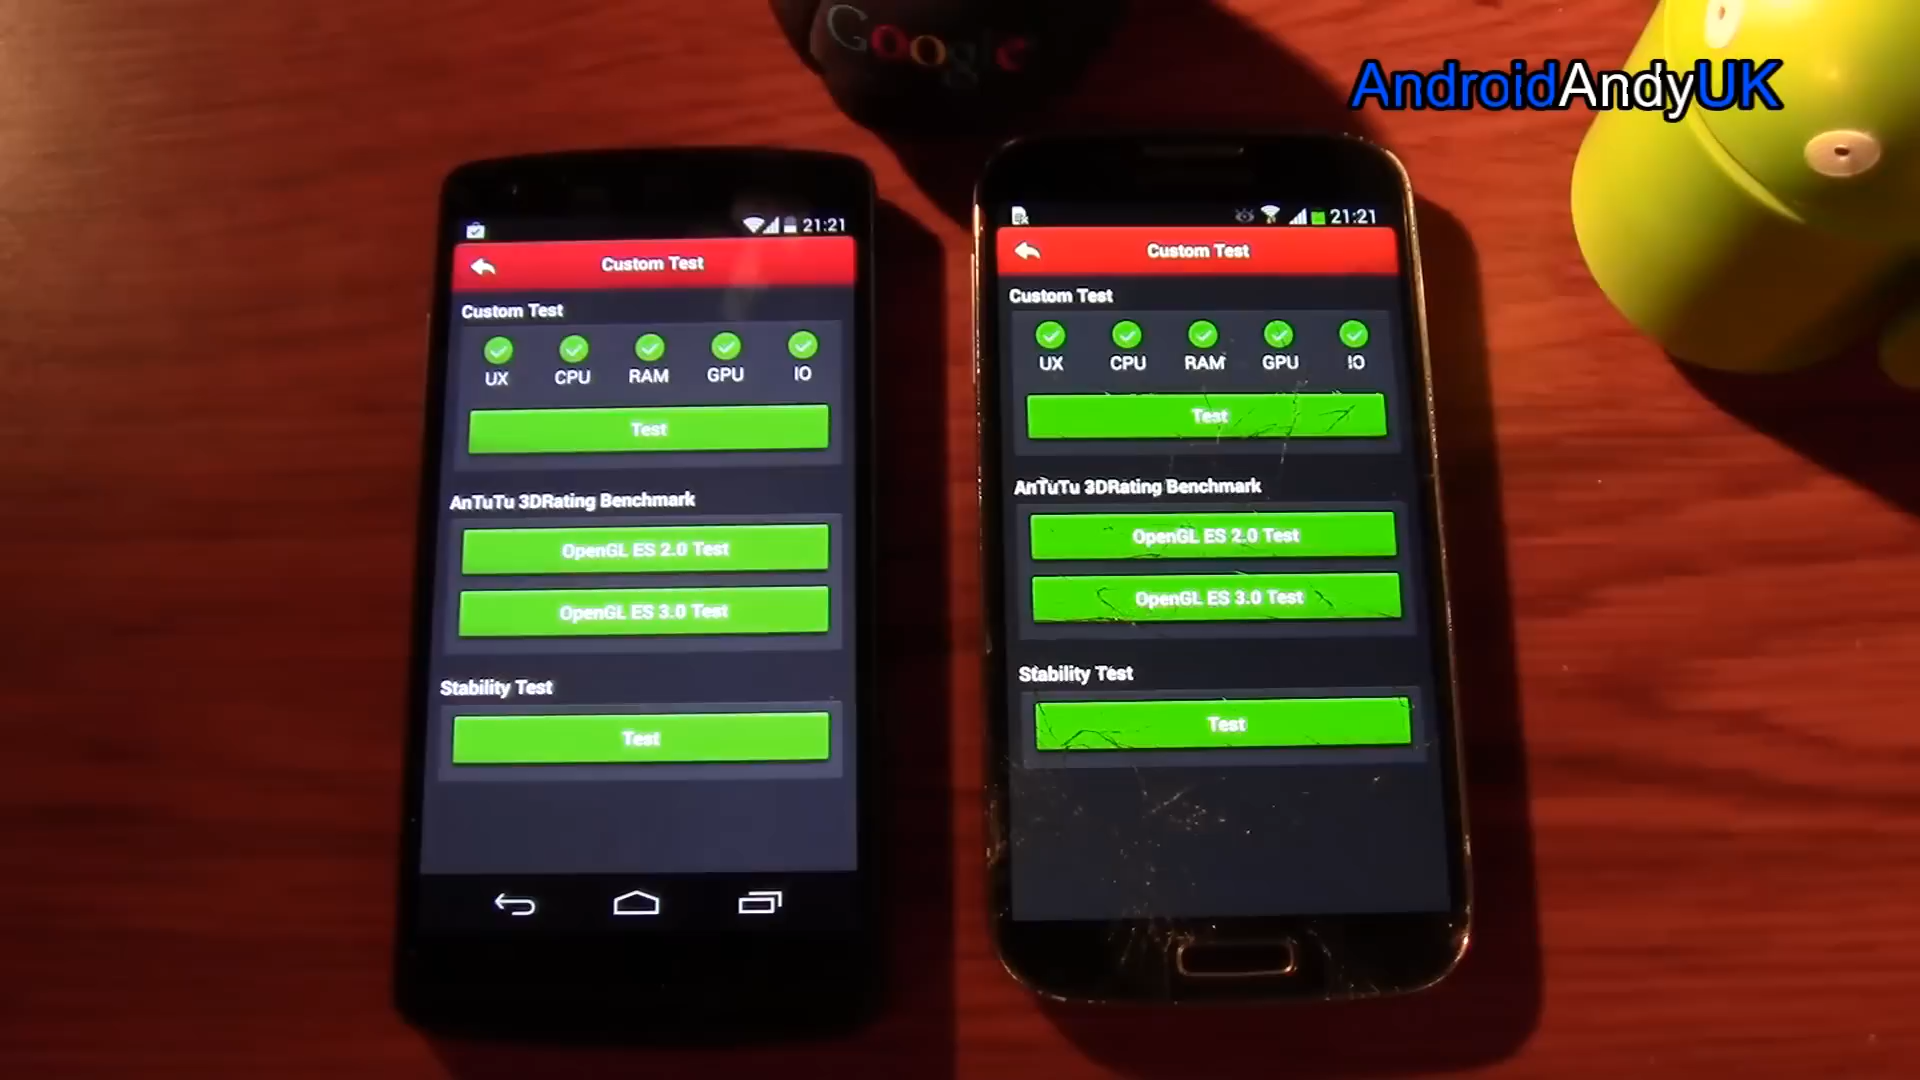 Google
AndroidAndyUK
21:21
Custom Test
Custom Test
UX CPU RAM GPU IO
Test
AnTuTu 3DRating Benchmark
OpenGL ES 2.0 Test
OpenGL ES 3.0 Test
Stability Test
Test
21:21
Custom Test
Custom Test
UX CPU RAM GPU IO
Test
AnTuTu 3DRating Benchmark
OpenGL ES 2.0 Test
OpenGL ES 3.0 Test
Stability Test
Test